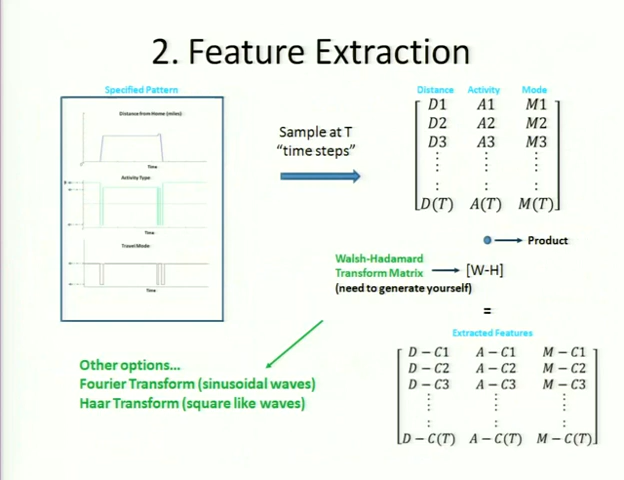 2. Feature Extraction
Specified Pattern
Distance from Home (miles)
Time
Activity Type
Time
Travel Mode
Time
Sample at T
"time steps"
Distance Activity Mode
D1 A1 M1
D2 A2 M2
D3 A3 M3
⋮ ⋮ ⋮
D(T) A(T) M(T)
Product
Walsh-Hadamard
Transform Matrix
(need to generate yourself)
[W-H]
=
Extracted Features
D − C1 A − C1 M − C1
D − C2 A − C2 M − C2
D − C3 A − C3 M − C3
⋮ ⋮ ⋮
D − C(T) A − C(T) M − C(T)
Other options...
Fourier Transform (sinusoidal waves)
Haar Transform (square like waves)